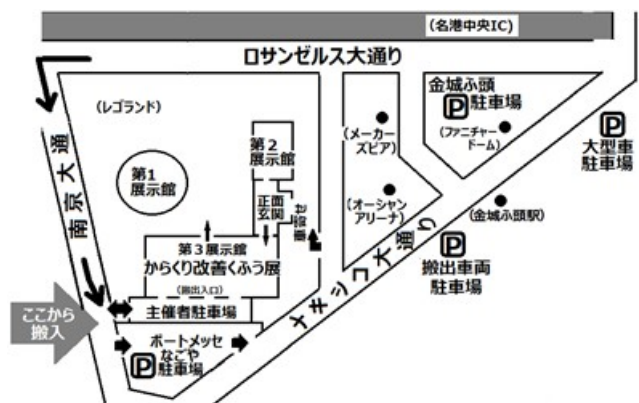 (名港中央IC)
ロサンゼルス大通り
(レゴランド)
金城ふ頭
P 駐車場
(ファニチャー
ドーム)
(メーカー
ズピア)
大型車
駐車場
P
第2
展示館
第1
展示館
南京大通
正面
玄関
車寄せ
(オーシャン
アリーナ)
(金城ふ頭駅)
第3展示館
からくり改善くふう展
(搬出入口)
P
搬出車両
駐車場
メキシコ大通り
ここから
搬入
主催者駐車場
ポートメッセ
なごや
P 駐車場